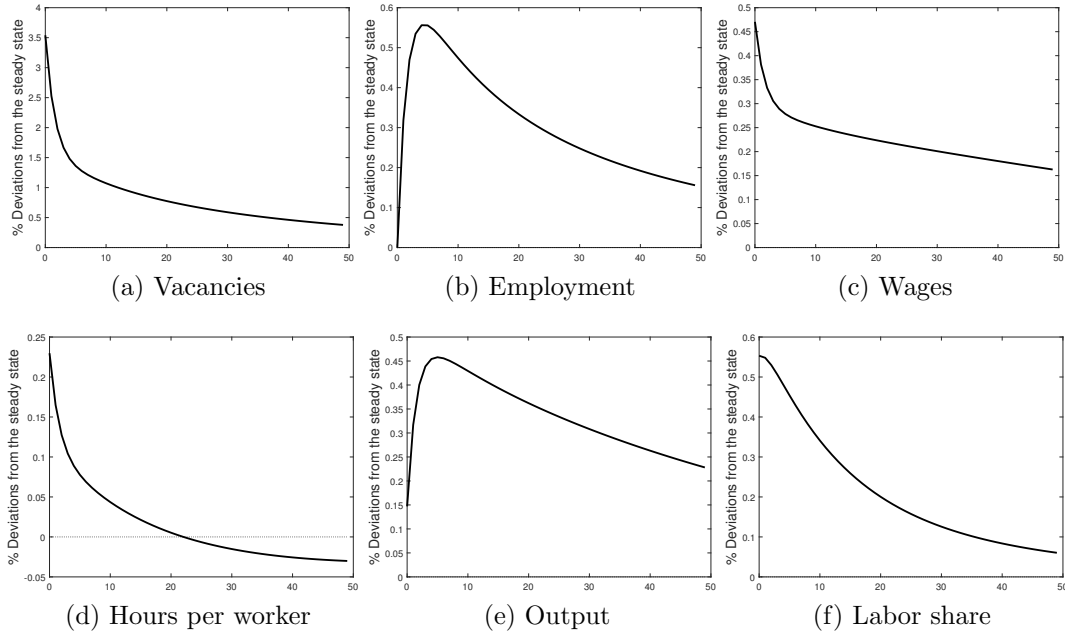 % Deviations from the steady state
4
3.5
3
2.5
2
1.5
1
0.5
0
0 10 20 30 40 50
(a) Vacancies
% Deviations from the steady state
0.6
0.5
0.4
0.3
0.2
0.1
0
0 10 20 30 40 50
(b) Employment
% Deviations from the steady state
0.5
0.45
0.4
0.35
0.3
0.25
0.2
0.15
0.1
0.05
0
0 10 20 30 40 50
(c) Wages
% Deviations from the steady state
0.25
0.2
0.15
0.1
0.05
0
-0.05
0 10 20 30 40 50
(d) Hours per worker
% Deviations from the steady state
0.5
0.45
0.4
0.35
0.3
0.25
0.2
0.15
0.1
0.05
0
0 10 20 30 40 50
(e) Output
% Deviations from the steady state
0.6
0.5
0.4
0.3
0.2
0.1
0
0 10 20 30 40 50
(f) Labor share